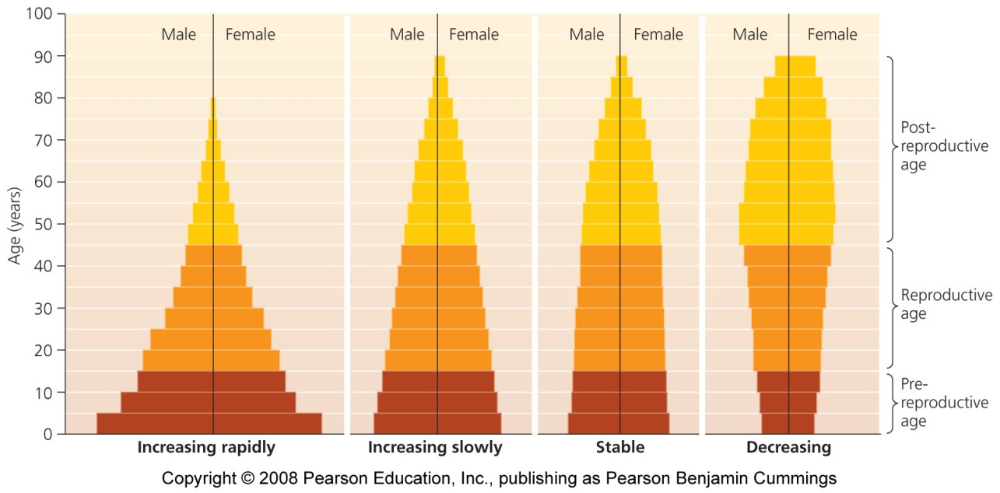 100
90
80
70
60
50
40
30
20
10
0
Age (years)
Male Female
Male Female
Male Female
Male Female
Post-
reproductive
age
Reproductive
age
Pre-
reproductive
age
Increasing rapidly
Increasing slowly
Stable
Decreasing
Copyright © 2008 Pearson Education, Inc., publishing as Pearson Benjamin Cummings